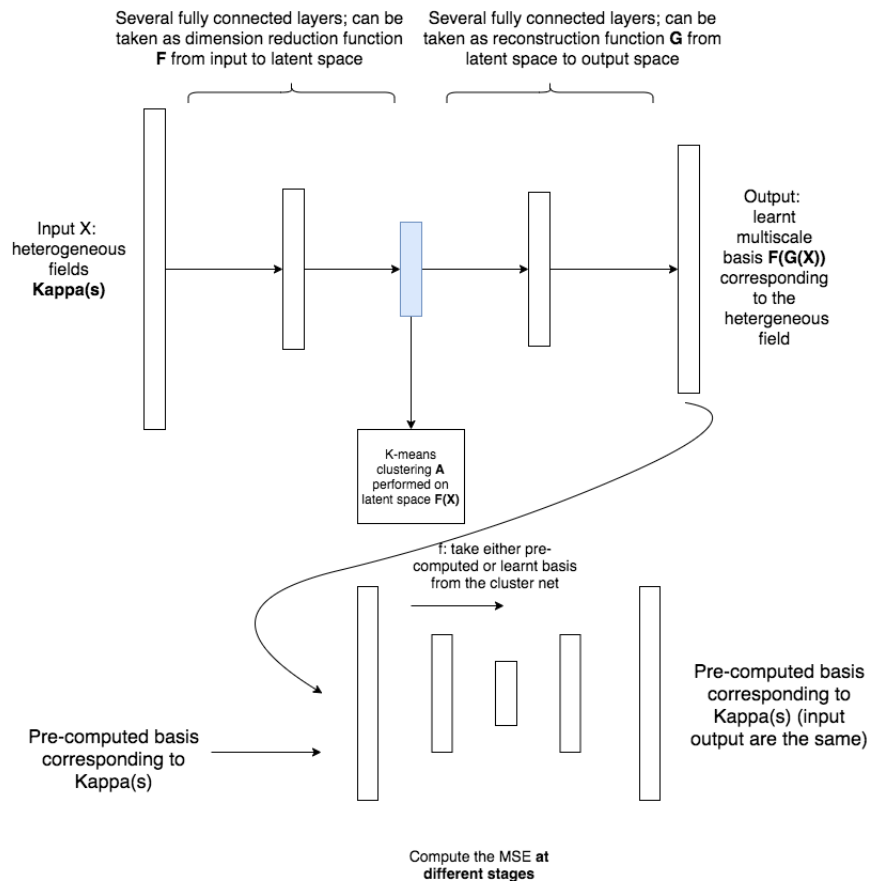 Several fully connected layers; can be
taken as dimension reduction function
F from input to latent space
Several fully connected layers; can be
taken as reconstruction function G from
latent space to output space
Input X:
heterogeneous
fields
Kappa(s)
Output:
learnt
multiscale
basis F(G(X))
corresponding
to the
hetergeneous
field
K-means
clustering A
performed on
latent space F(X)
f: take either pre-
computed or learnt basis
from the cluster net
Pre-computed basis
corresponding to
Kappa(s)
Pre-computed basis
corresponding to
Kappa(s) (input
output are the same)
Compute the MSE at
different stages